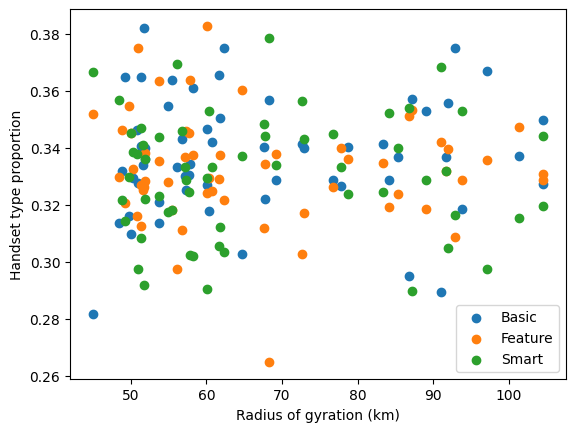 0.38
0.36
0.34
0.32
0.30
0.28
0.26
Handset type proportion
50 60 70 80 90 100
Radius of gyration (km)
Basic
Feature
Smart